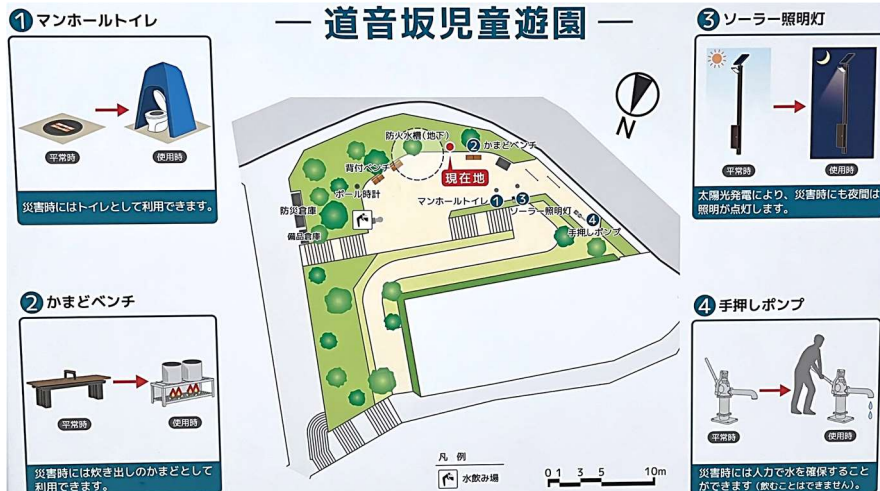 道音坂児童遊園
1 マンホールトイレ
平常時
使用時
災害時にはトイレとして利用できます。
2 かまどベンチ
平常時
使用時
災害時には炊き出しのかまどとして
利用できます。
N
防火水槽(地下)
2 かまどベンチ
背付ベンチ
現在地
ポール時計
マンホールトイレ 1 3
ソーラー照明灯
防災倉庫
4
手押しポンプ
備品倉庫
凡 例
水飲み場
0 1 3 5 10m
3 ソーラー照明灯
平常時
使用時
太陽光発電により、災害時にも夜間は
照明が点灯します。
4 手押しポンプ
平常時
使用時
災害時には人力で水を確保すること
ができます(飲むことはできません)。